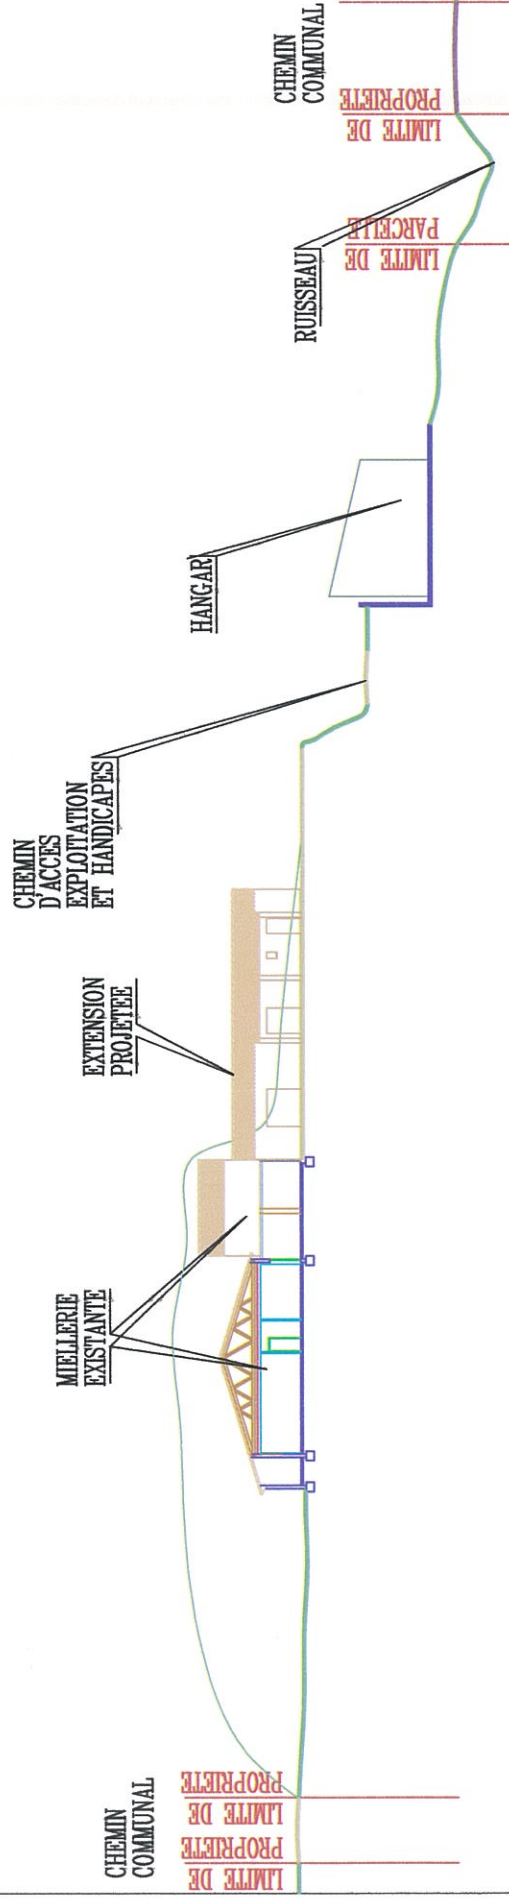 CHEMIN
COMMUNAL
LIMITE DE
PROPRIETE
LIMITE DE
PROPRIETE
MIELLERIE
EXISTANTE
EXTENSION
PROJETEE
CHEMIN
D'ACCES
EXPLOITATION
ET HANDICAPES
HANGAR
RUISSEAU
LIMITE DE
PARCELLE
LIMITE DE
PROPRIETE
CHEMIN
COMMUNAL